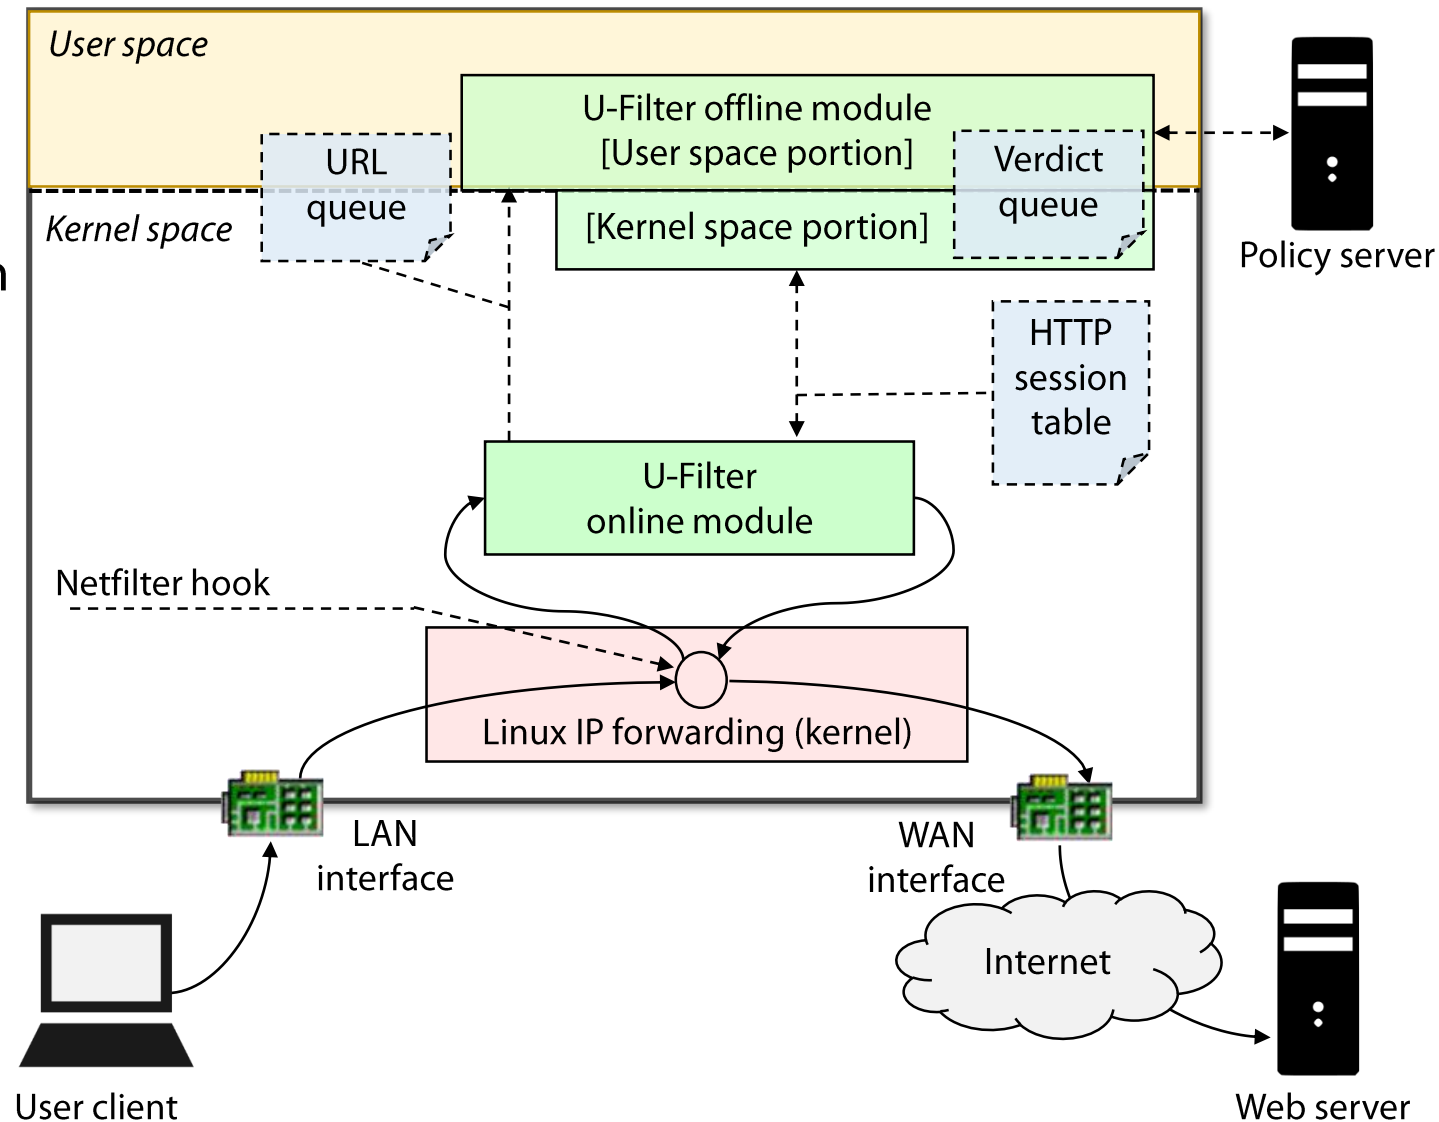 User space
U-Filter offline module
[User space portion]
URL
queue
Verdict
queue
Kernel space
[Kernel space portion]
Policy server
n
HTTP
session
table
U-Filter
online module
Netfilter hook
Linux IP forwarding (kernel)
LAN
interface
WAN
interface
Internet
User client
Web server